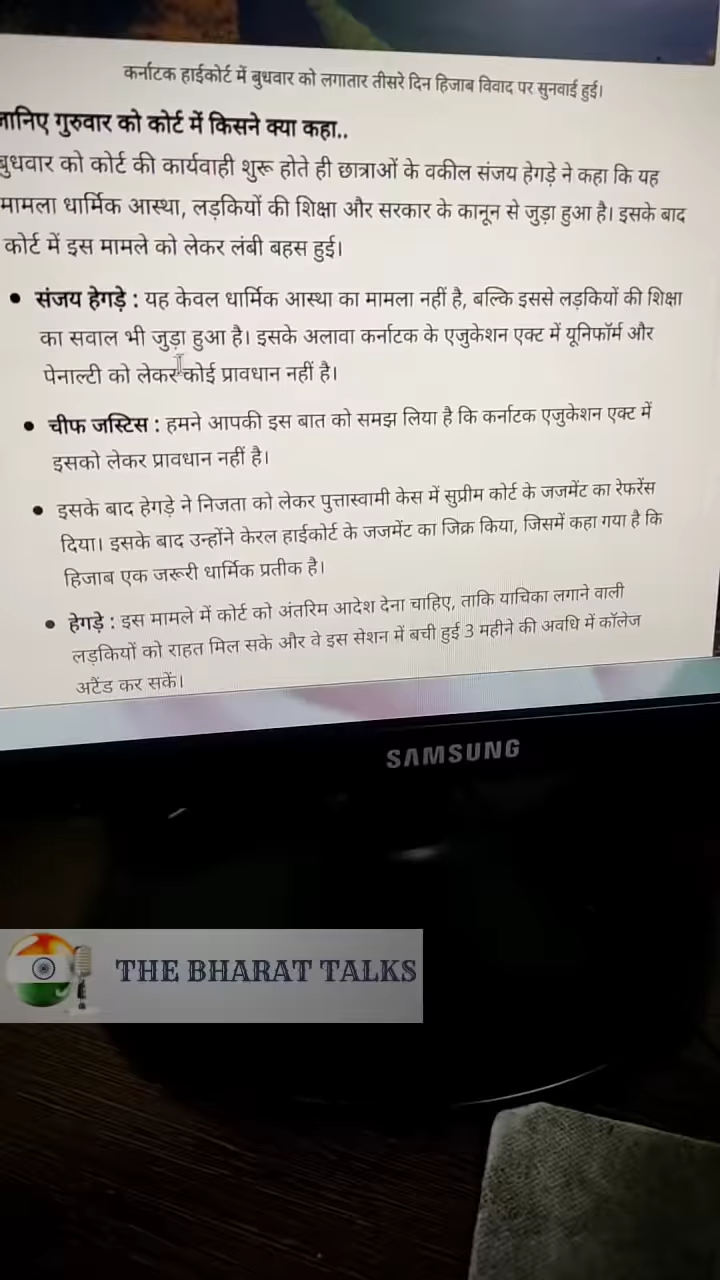 कर्नाटक हाईकोर्ट में बुधवार को लगातार तीसरे दिन हिजाब विवाद पर सुनवाई हुई।
जानिए गुरुवार को कोर्ट में किसने क्या कहा..
बुधवार को कोर्ट की कार्यवाही शुरू होते ही छात्राओं के वकील संजय हेगड़े ने कहा कि यह
मामला धार्मिक आस्था, लड़कियों की शिक्षा और सरकार के कानून से जुड़ा हुआ है। इसके बाद
कोर्ट में इस मामले को लेकर लंबी बहस हुई।
• संजय हेगड़े : यह केवल धार्मिक आस्था का मामला नहीं है, बल्कि इससे लड़कियों की शिक्षा
का सवाल भी जुड़ा हुआ है। इसके अलावा कर्नाटक के एजुकेशन एक्ट में यूनिफॉर्म और
पेनाल्टी को लेकर कोई प्रावधान नहीं है।
• चीफ जस्टिस : हमने आपकी इस बात को समझ लिया है कि कर्नाटक एजुकेशन एक्ट में
इसको लेकर प्रावधान नहीं है।
• इसके बाद हेगड़े ने निजता को लेकर पुत्तास्वामी केस में सुप्रीम कोर्ट के जजमेंट का रेफरेंस
दिया। इसके बाद उन्होंने केरल हाईकोर्ट के जजमेंट का जिक्र किया, जिसमें कहा गया है कि
हिजाब एक जरूरी धार्मिक प्रतीक है।
• हेगड़े : इस मामले में कोर्ट को अंतरिम आदेश देना चाहिए, ताकि याचिका लगाने वाली
लड़कियों को राहत मिल सके और वे इस सेशन में बची हुई 3 महीने की अवधि में कॉलेज
अटैंड कर सकें।
SAMSUNG
THE BHARAT TALKS